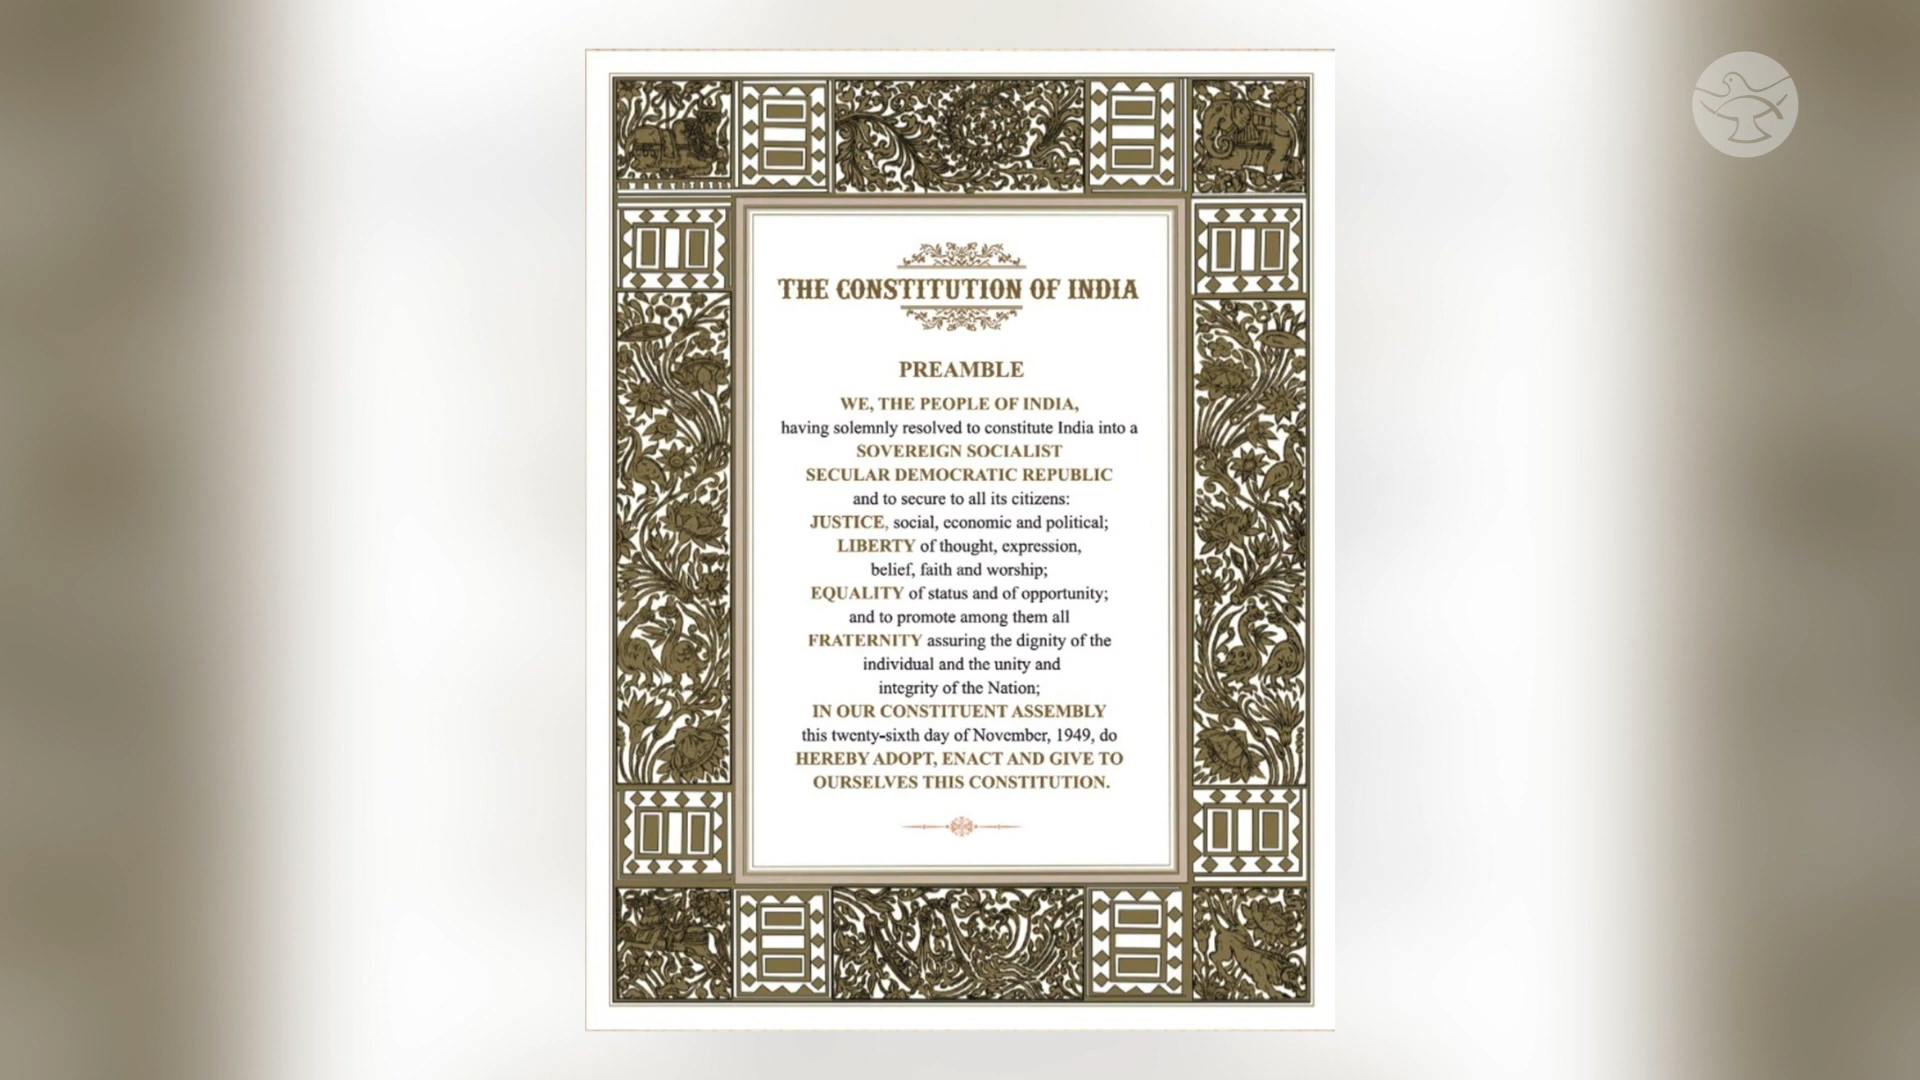 THE CONSTITUTION OF INDIA
PREAMBLE
WE, THE PEOPLE OF INDIA,
having solemnly resolved to constitute India into a
SOVEREIGN SOCIALIST
SECULAR DEMOCRATIC REPUBLIC
and to secure to all its citizens:
JUSTICE, social, economic and political;
LIBERTY of thought, expression,
belief, faith and worship;
EQUALITY of status and of opportunity;
and to promote among them all
FRATERNITY assuring the dignity of the
individual and the unity and
integrity of the Nation;
IN OUR CONSTITUENT ASSEMBLY
this twenty-sixth day of November, 1949, do
HEREBY ADOPT, ENACT AND GIVE TO
OURSELVES THIS CONSTITUTION.